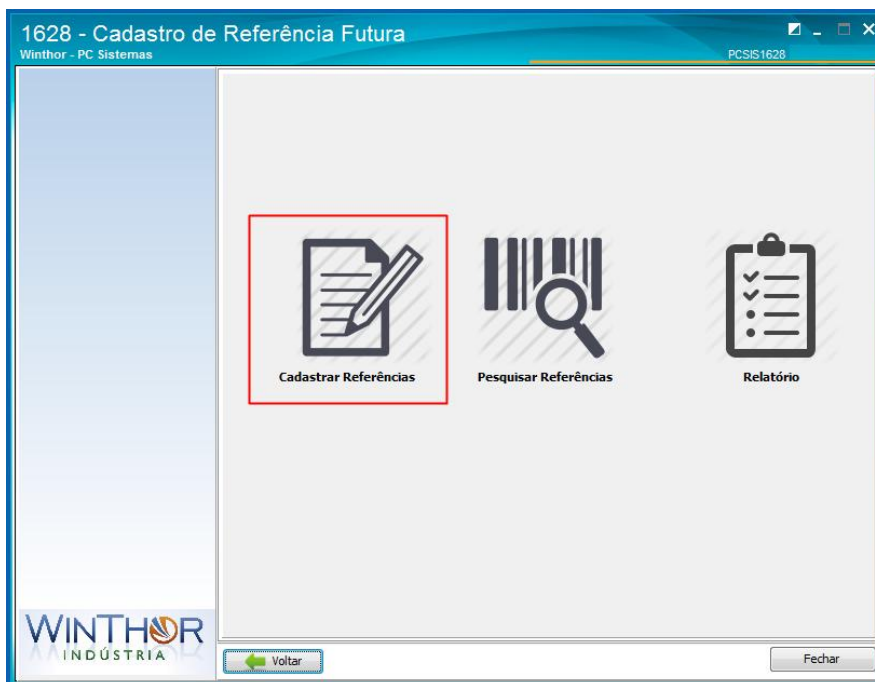 1628 - Cadastro de Referência Futura
Winthor - PC Sistemas
PCSIS1628
Cadastrar Referências
Pesquisar Referências
Relatório
WINTHOR
INDÚSTRIA
Voltar
Fechar